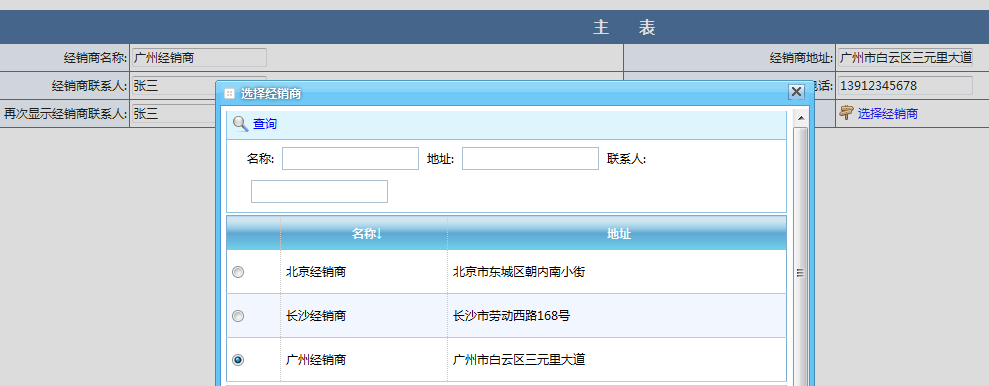 主 表
经销商名称: 广州经销商 经销商地址: 广州市白云区三元里大道
经销商联系人: 张三 话: 13912345678
再次显示经销商联系人: 张三 选择经销商
选择经销商
查询
名称: 地址: 联系人:
名称↓ 地址
北京经销商 北京市东城区朝内南小街
长沙经销商 长沙市劳动西路168号
广州经销商 广州市白云区三元里大道